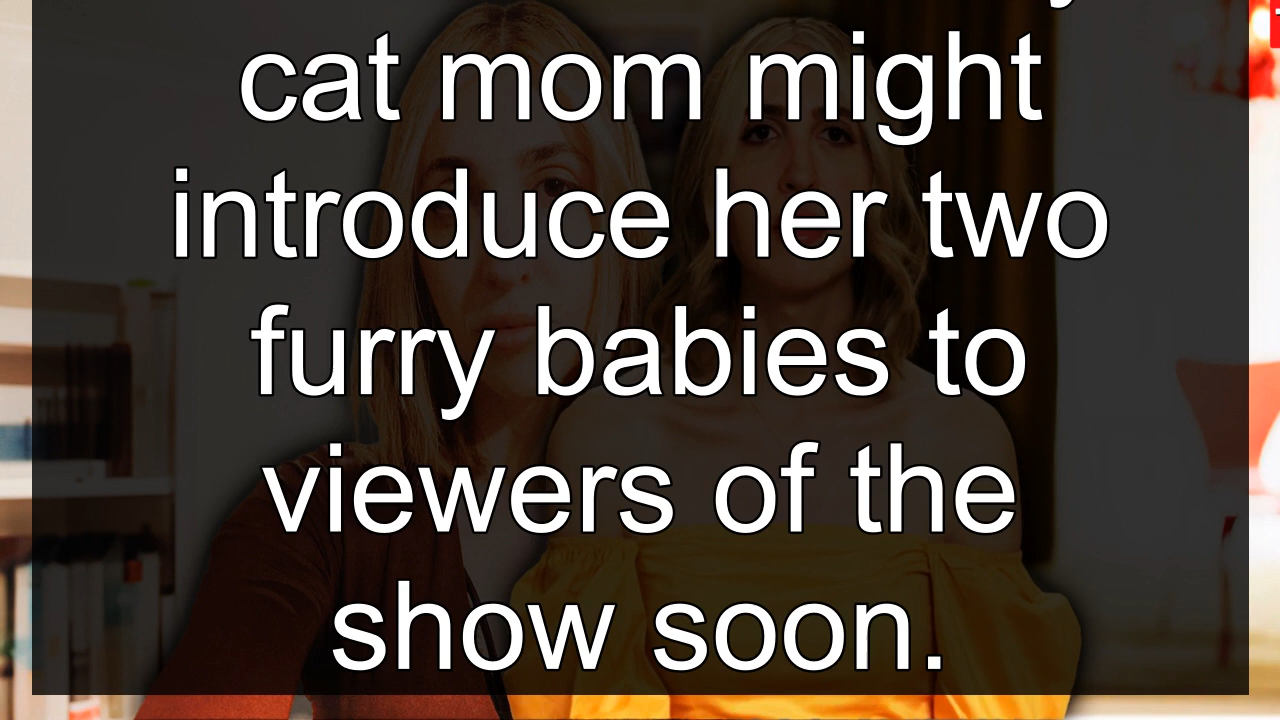 cat mom might
introduce her two
furry babies to
viewers of the
show soon.